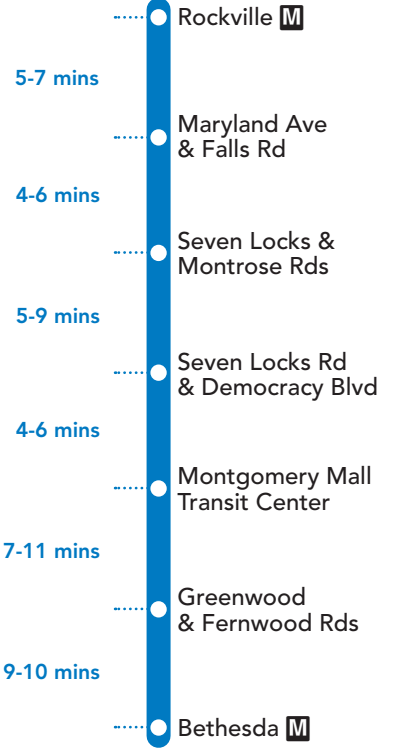 Rockville M
5-7 mins
Maryland Ave
& Falls Rd
4-6 mins
Seven Locks &
Montrose Rds
5-9 mins
Seven Locks Rd
& Democracy Blvd
4-6 mins
Montgomery Mall
Transit Center
7-11 mins
Greenwood
& Fernwood Rds
9-10 mins
Bethesda M